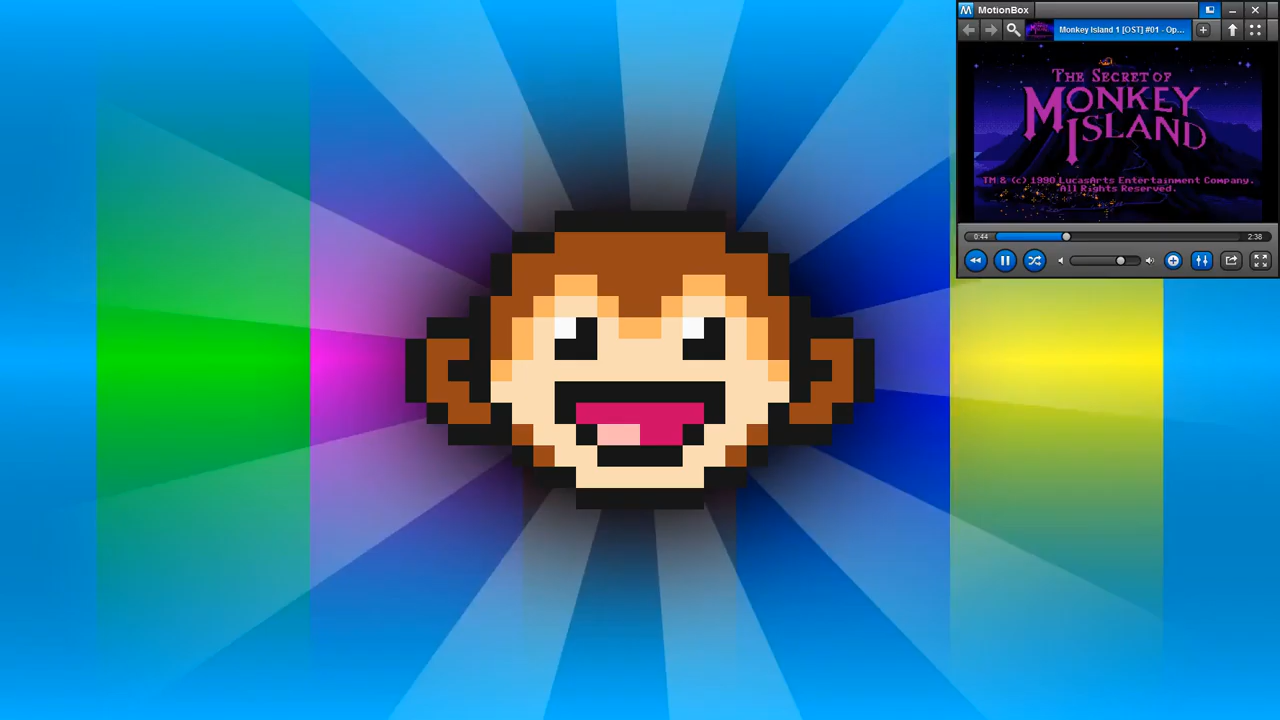 MotionBox
Monkey Island 1 [OST] #01 - Op...
THE SECRET OF
MONKEY
ISLAND
TM & (c) 1990 LucasArts Entertainment Company.
All Rights Reserved.
0:44
2:38